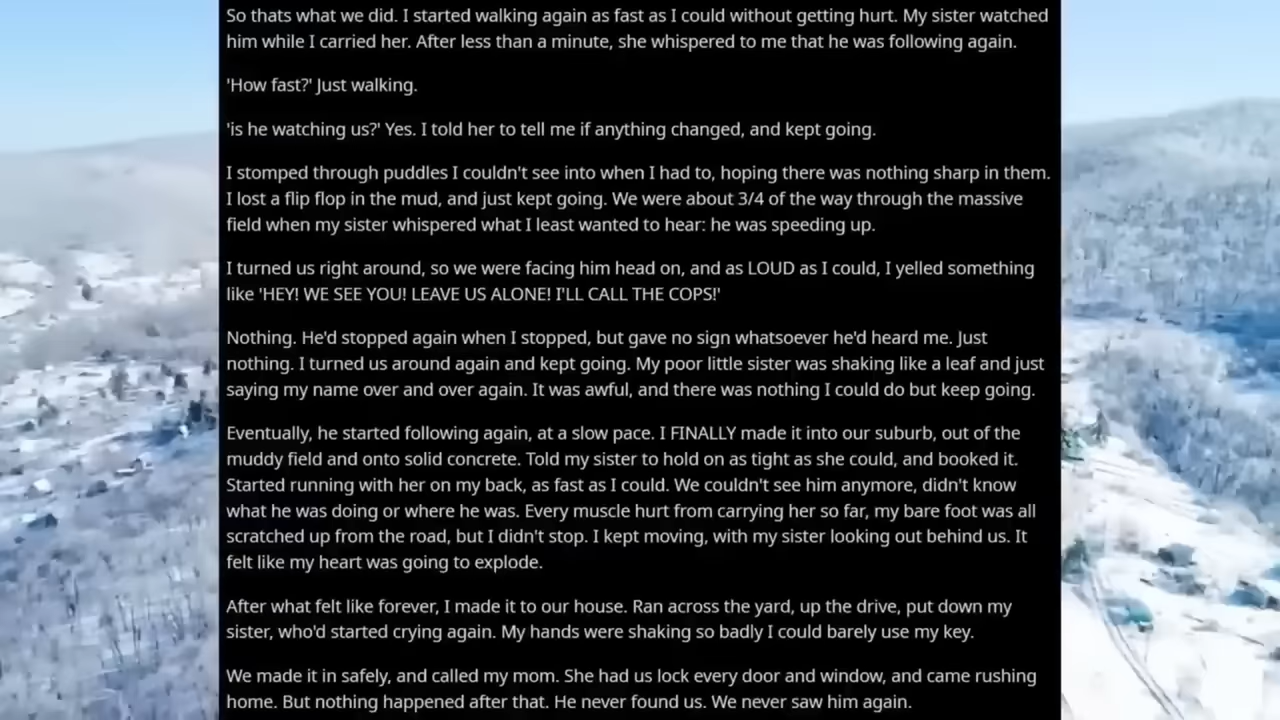 So thats what we did. I started walking again as fast as I could without getting hurt. My sister watched
him while I carried her. After less than a minute, she whispered to me that he was following again.
'How fast?' Just walking.
'is he watching us?' Yes. I told her to tell me if anything changed, and kept going.
I stomped through puddles I couldn't see into when I had to, hoping there was nothing sharp in them.
I lost a flip flop in the mud, and just kept going. We were about 3/4 of the way through the massive
field when my sister whispered what I least wanted to hear: he was speeding up.
I turned us right around, so we were facing him head on, and as LOUD as I could, I yelled something
like 'HEY! WE SEE YOU! LEAVE US ALONE! I'LL CALL THE COPS!'
Nothing. He'd stopped again when I stopped, but gave no sign whatsoever he'd heard me. Just
nothing. I turned us around again and kept going. My poor little sister was shaking like a leaf and just
saying my name over and over again. It was awful, and there was nothing I could do but keep going.
Eventually, he started following again, at a slow pace. I FINALLY made it into our suburb, out of the
muddy field and onto solid concrete. Told my sister to hold on as tight as she could, and booked it.
Started running with her on my back, as fast as I could. We couldn't see him anymore, didn't know
what he was doing or where he was. Every muscle hurt from carrying her so far, my bare foot was all
scratched up from the road, but I didn't stop. I kept moving, with my sister looking out behind us. It
felt like my heart was going to explode.
After what felt like forever, I made it to our house. Ran across the yard, up the drive, put down my
sister, who'd started crying again. My hands were shaking so badly I could barely use my key.
We made it in safely, and called my mom. She had us lock every door and window, and came rushing
home. But nothing happened after that. He never found us. We never saw him again.